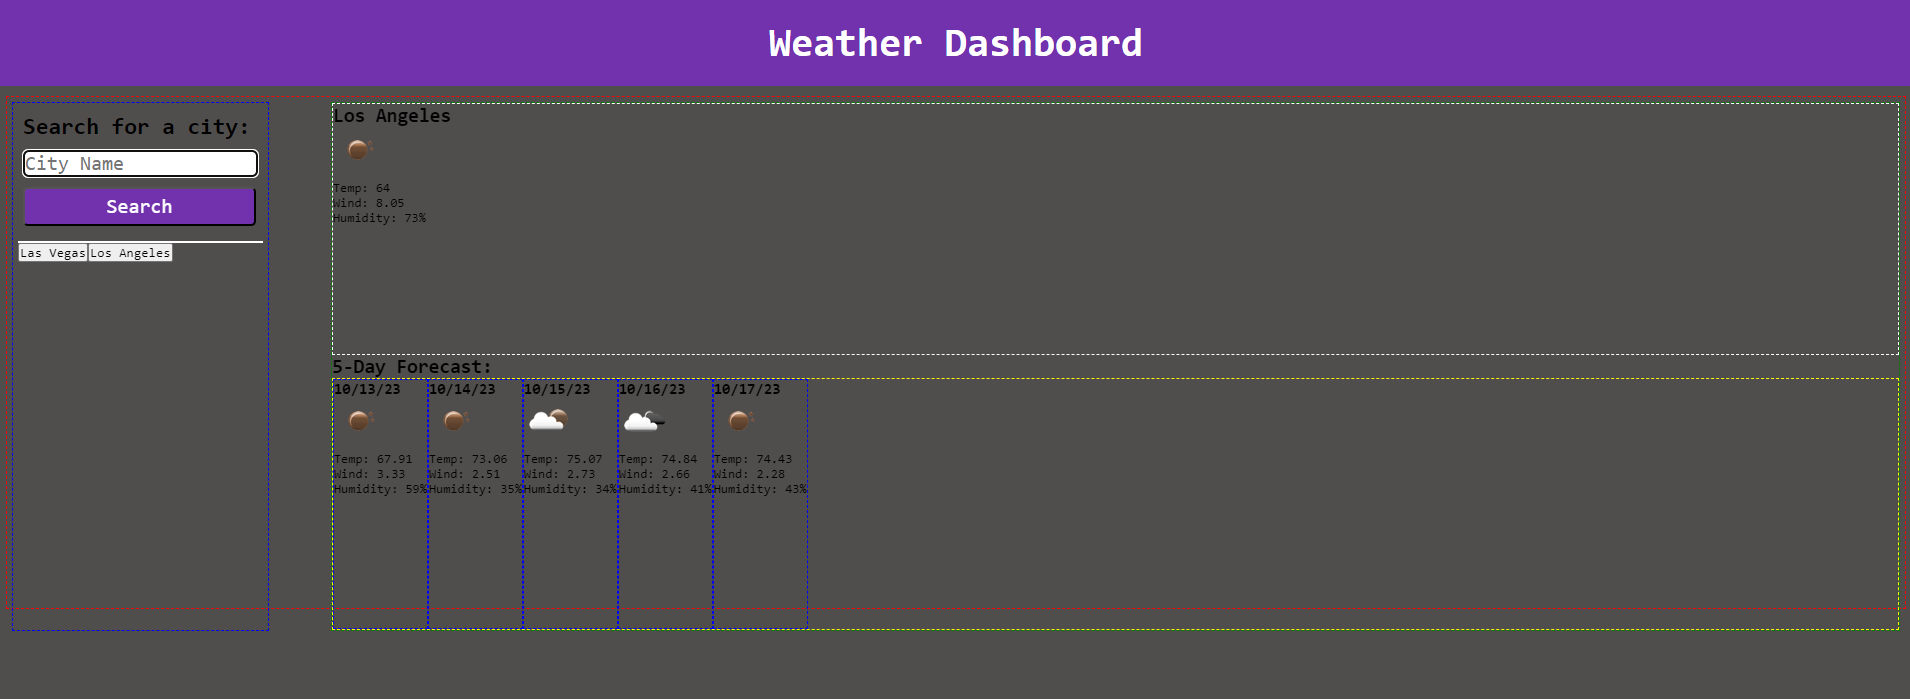 Weather Dashboard
Search for a city:
City Name
Search
Las Vegas Los Angeles
Los Angeles
Temp: 64
Wind: 8.05
Humidity: 73%
5-Day Forecast:
10/13/23 10/14/23 10/15/23 10/16/23 10/17/23
Temp: 67.91 Temp: 73.06 Temp: 75.07 Temp: 74.84 Temp: 74.43
Wind: 3.33 Wind: 2.51 Wind: 2.73 Wind: 2.66 Wind: 2.28
Humidity: 59% Humidity: 35% Humidity: 34% Humidity: 41% Humidity: 43%